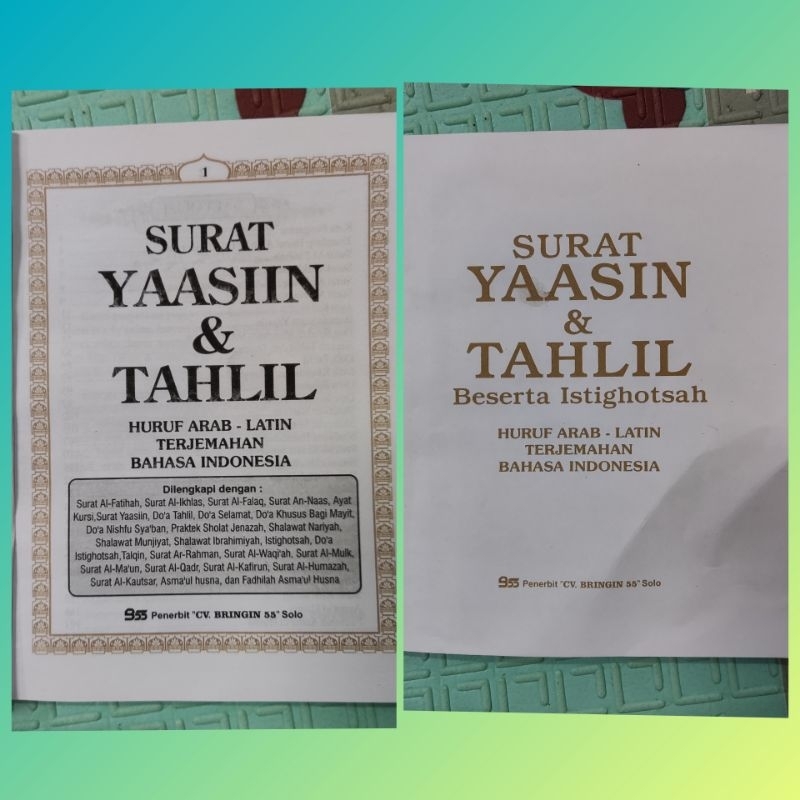 1
SURAT
YAASIIN
&
TAHLIL
HURUF ARAB - LATIN
TERJEMAHAN
BAHASA INDONESIA
Dilengkapi dengan :
Surat Al-Fatihah, Surat Al-Ikhlas, Surat Al-Falaq, Surat An-Naas, Ayat
Kursi,Surat Yaasiin, Do'a Tahlil, Do'a Selamat, Do'a Khusus Bagi Mayit,
Do'a Nishfu Sya'ban, Praktek Sholat Jenazah, Shalawat Nariyah,
Shalawat Munjiyat, Shalawat Ibrahimiyah, Istighotsah, Do'a
Istighotsah,Talqin, Surat Ar-Rahman, Surat Al-Waqi'ah, Surat Al-Mulk,
Surat Al-Ma'un, Surat Al-Qadr, Surat Al-Kafirun, Surat Al-Humazah,
Surat Al-Kautsar, Asma'ul husna, dan Fadhilah Asma'ul Husna
B55 Penerbit "CV. BRINGIN 55" Solo
SURAT
YAASIN
&
TAHLIL
Beserta Istighotsah
HURUF ARAB - LATIN
TERJEMAHAN
BAHASA INDONESIA
B55 Penerbit "CV. BRINGIN 55" Solo